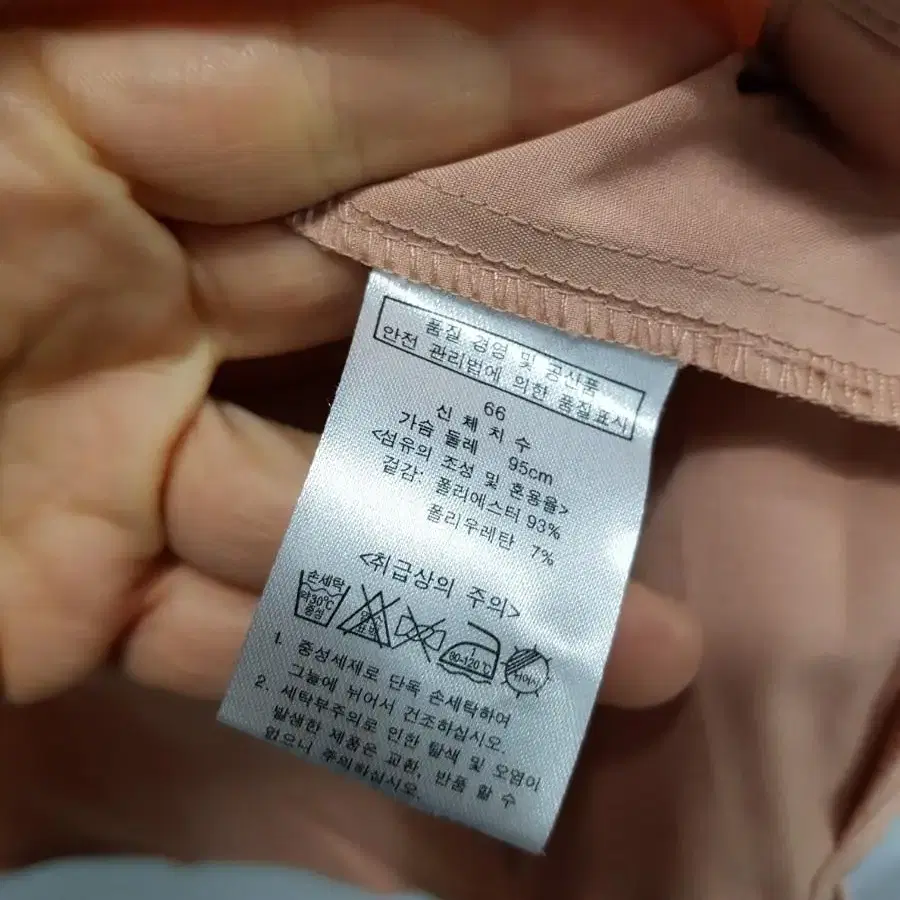 품질 경영 및 공산품
안전 관리법에 의한 품질표시
66
신 체 치 수
가슴 둘레 95cm
<섬유의 조성 및 혼용율>
겉감: 폴리에스터 93%
폴리우레탄 7%
<취급상의 주의>
손세탁
약30℃
중성
80-120℃
뉘어서
1. 중성세제로 단독 손세탁하여
그늘에 뉘어서 건조하십시오.
2. 세탁부주의로 인한 탈색 및 오염이
발생한 제품은 교환, 반품 할 수
없으니 주의하십시오